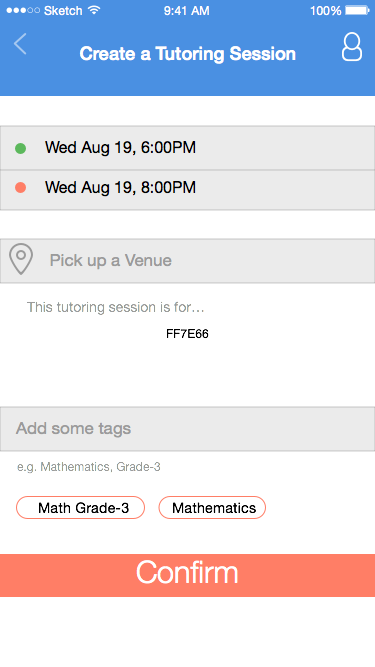 Sketch 9:41 AM 100%
Create a Tutoring Session
Wed Aug 19, 6:00PM
Wed Aug 19, 8:00PM
Pick up a Venue
This tutoring session is for...
FF7E66
Add some tags
e.g. Mathematics, Grade-3
Math Grade-3 Mathematics
Confirm